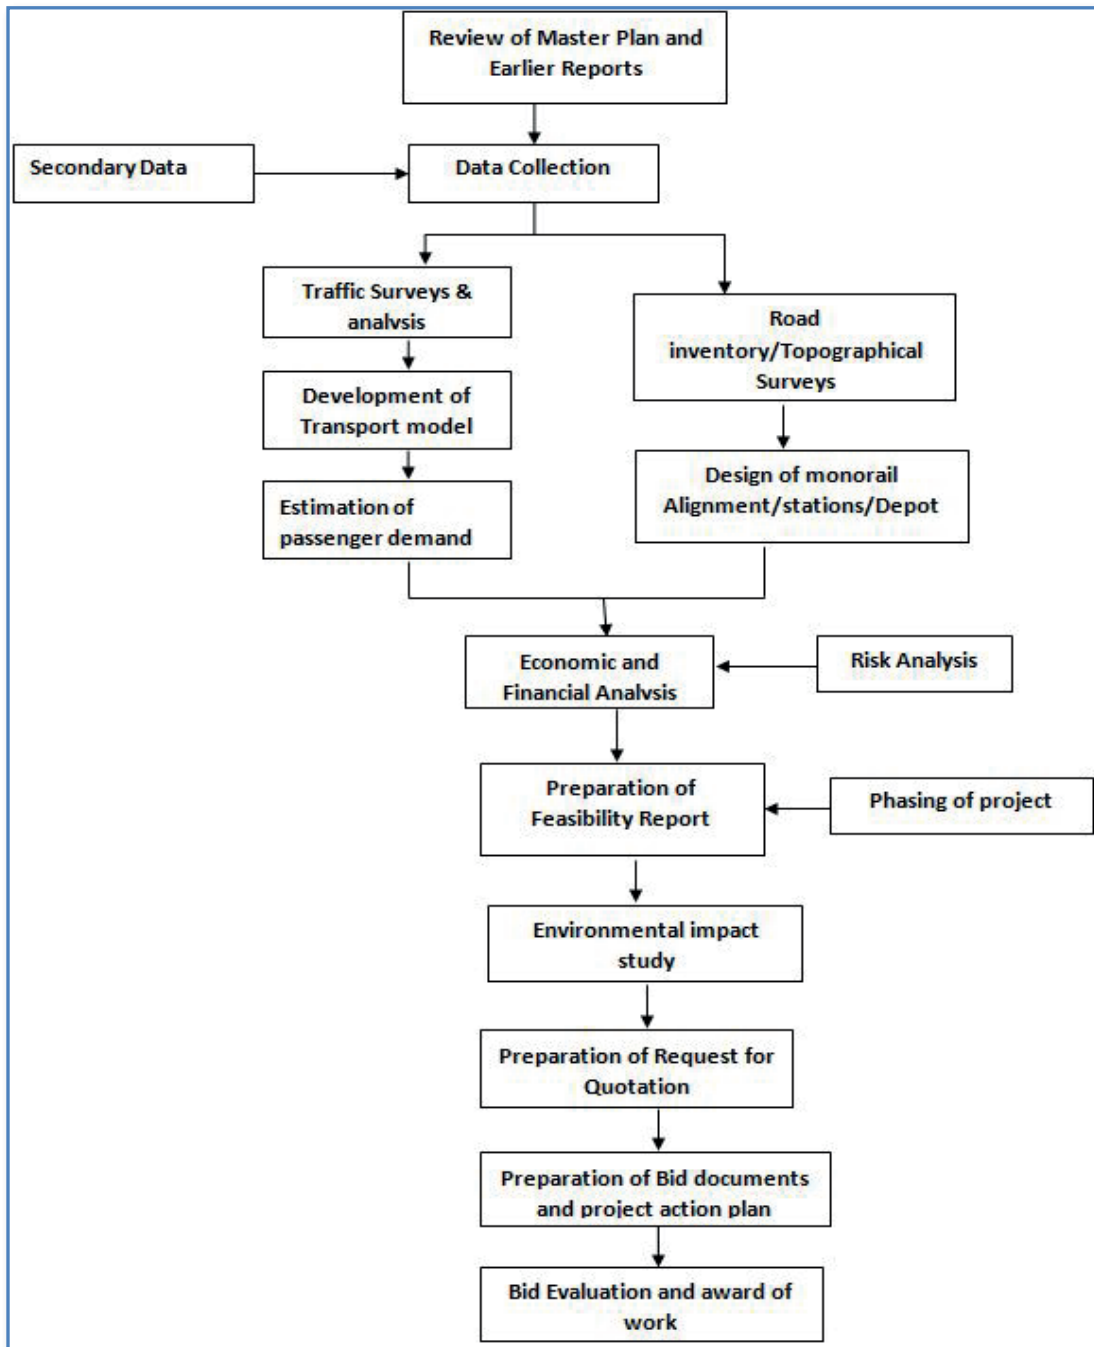 Review of Master Plan and
Earlier Reports
Secondary Data
Data Collection
Traffic Surveys &
analvsis
Road
inventory/Topographical
Surveys
Development of
Transport model
Design of monorail
Alignment/stations/Depot
Estimation of
passenger demand
Economic and
Financial Analvsis
Risk Analysis
Preparation of
Feasibility Report
Phasing of project
Environmental impact
study
Preparation of Request for
Quotation
Preparation of Bid documents
and project action plan
Bid Evaluation and award of
work